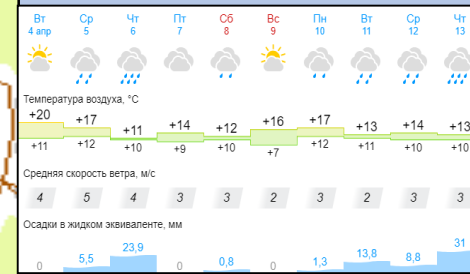 Вт Ср Чт Пт Сб Вс Пн Вт Ср Чт
4 апр 5 6 7 8 9 10 11 12 13
Температура воздуха, °C
+20 +17 +11 +14 +12 +16 +17 +13 +14 +13
+11 +12 +10 +9 +10 +7 +12 +11 +10 +10
Средняя скорость ветра, м/с
4 5 4 3 3 2 3 2 3 3
Осадки в жидком эквиваленте, мм
0 5,5 23,9 0 0,8 0 1,3 13,8 8,8 31